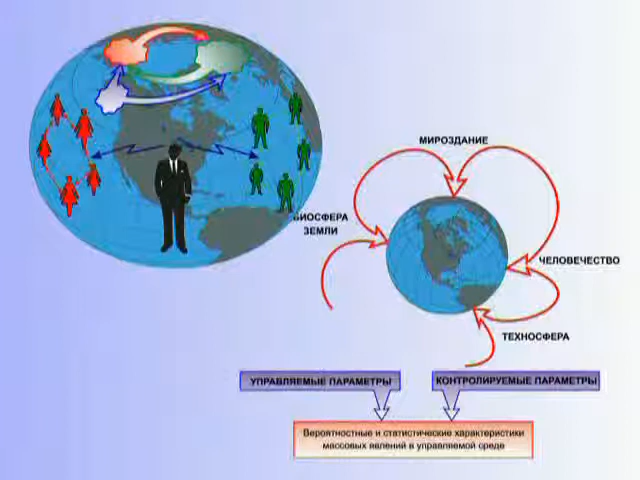 МИРОЗДАНИЕ
БИОСФЕРА
ЗЕМЛИ
ЧЕЛОВЕЧЕСТВО
ТЕХНОСФЕРА
УПРАВЛЯЕМЫЕ ПАРАМЕТРЫ
КОНТРОЛИРУЕМЫЕ ПАРАМЕТРЫ
Вероятностные и статистические характеристики
массовых явлений в управляемой среде